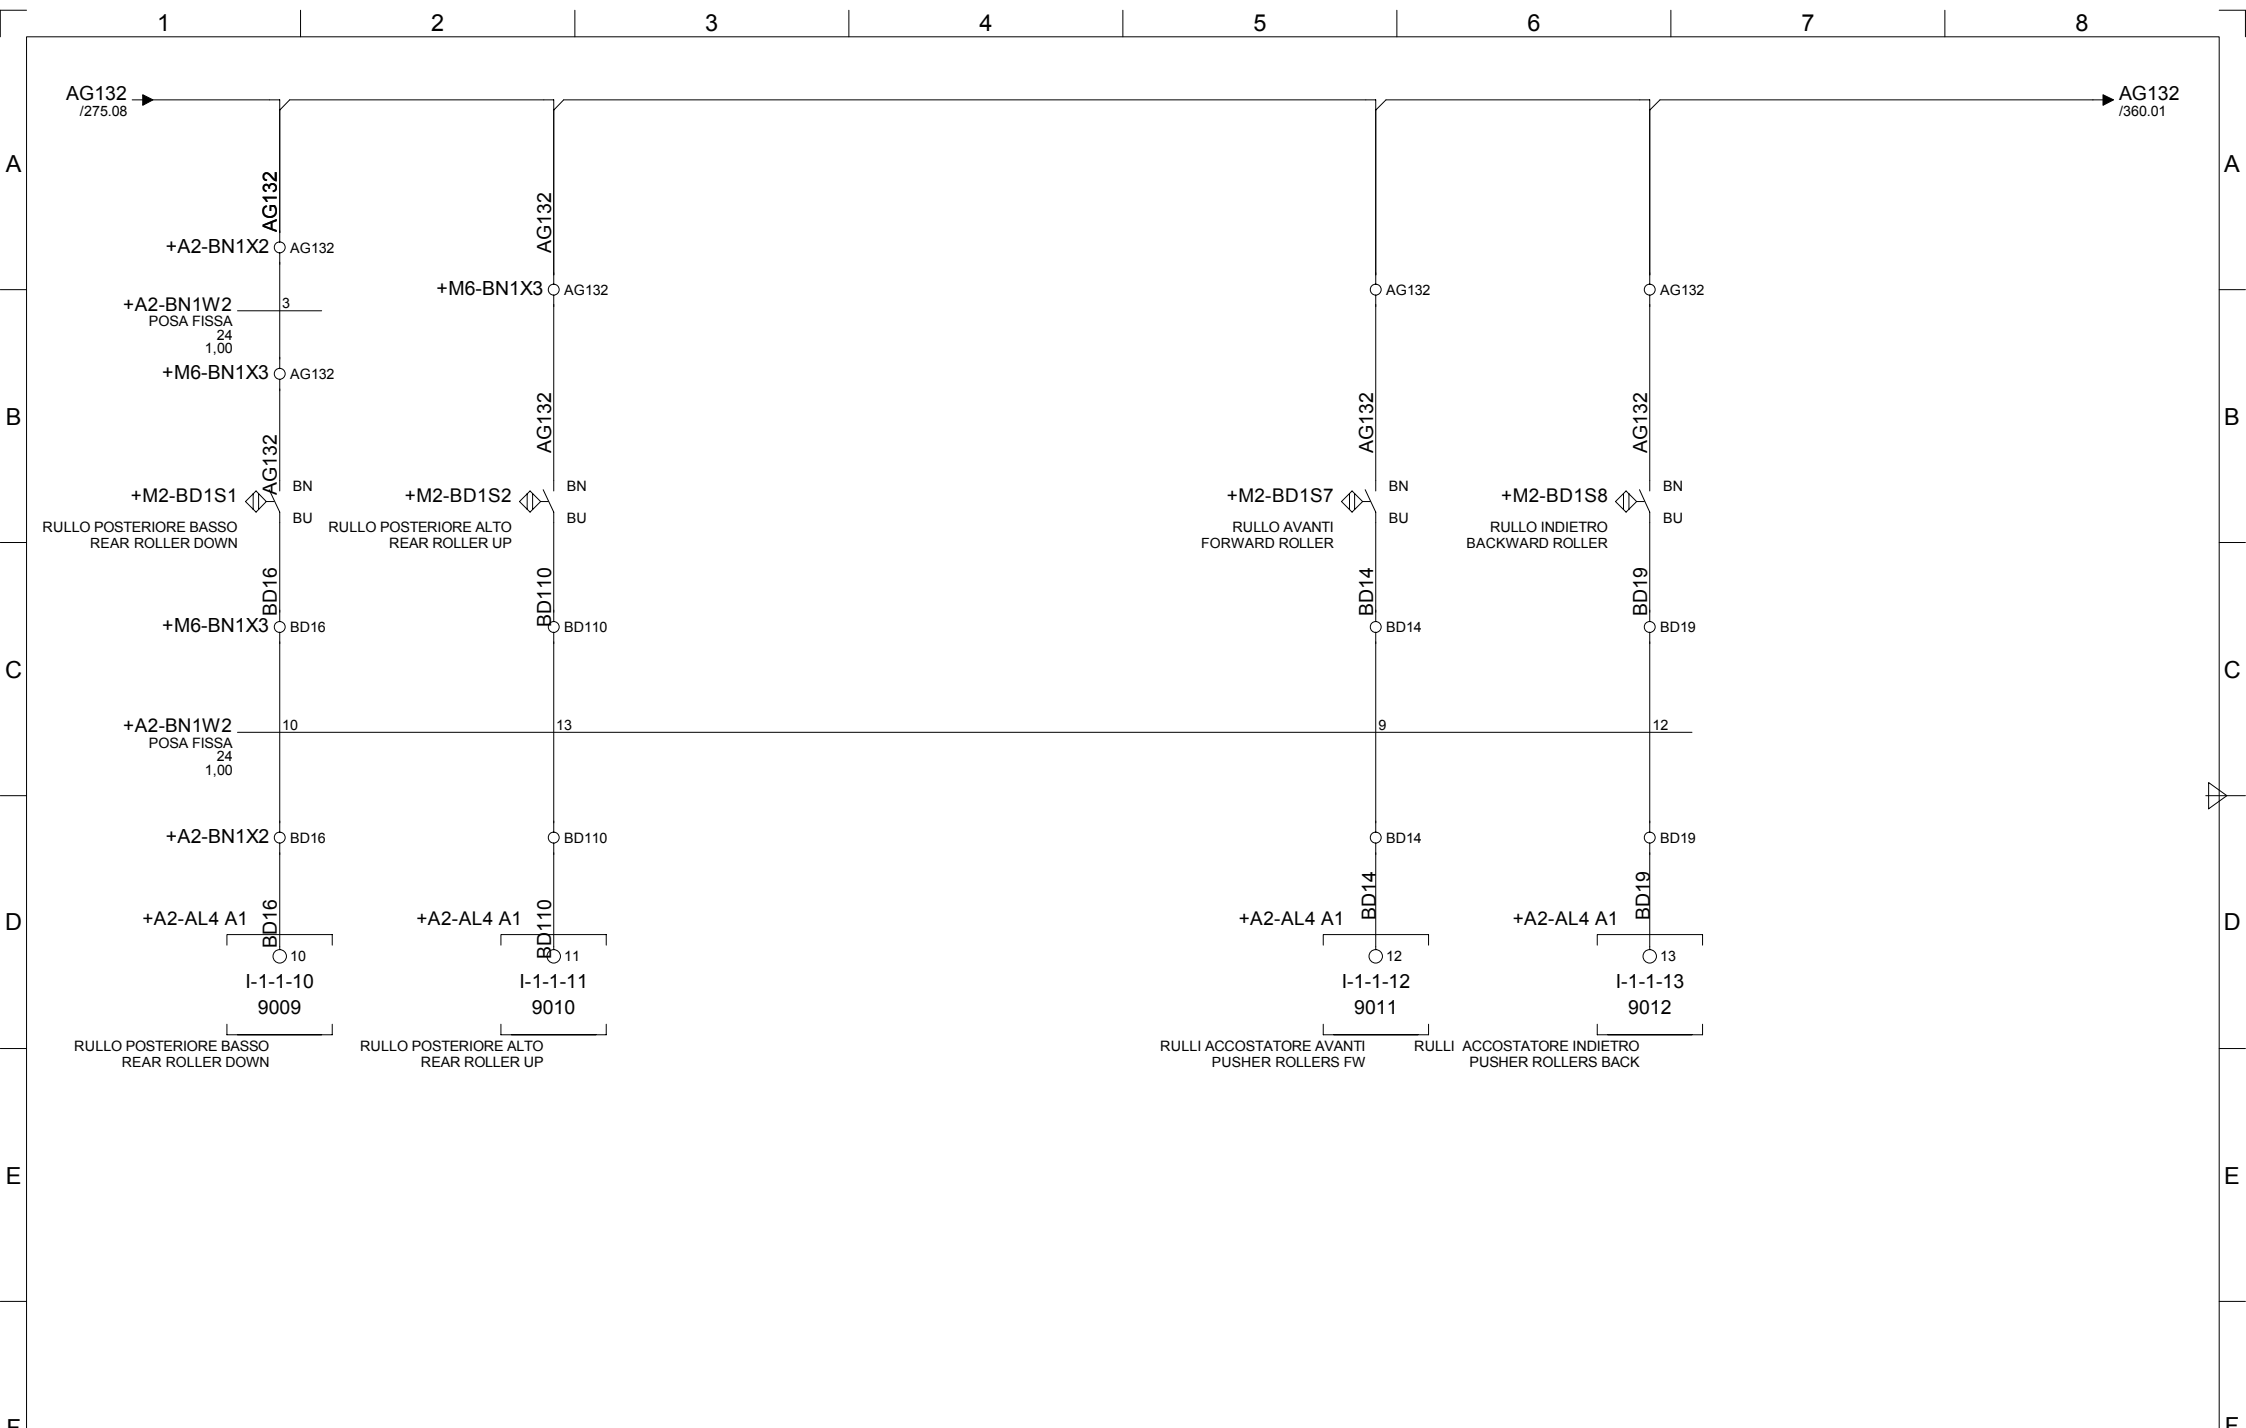 1 2 3 4 5 6 7 8
AG132 AG132
/275.08 /360.01
A A
AG132 AG132
+A2-BN1X2 AG132
+M6-BN1X3 AG132 AG132 AG132
+A2-BN1W2 3
POSA FISSA
24
1,00
+M6-BN1X3 AG132
B B
AG132 AG132 AG132 AG132
+M2-BD1S1 BN +M2-BD1S2 BN +M2-BD1S7 BN +M2-BD1S8 BN
BU BU BU BU
RULLO POSTERIORE BASSO RULLO POSTERIORE ALTO RULLO AVANTI RULLO INDIETRO
REAR ROLLER DOWN REAR ROLLER UP FORWARD ROLLER BACKWARD ROLLER
BD16 BD110 BD14 BD19
+M6-BN1X3 BD16 BD110 BD14 BD19
C C
+A2-BN1W2 10 13 9 12
POSA FISSA
24
1,00
+A2-BN1X2 BD16 BD110 BD14 BD19
BD16 BD110 BD14 BD19
D D
+A2-AL4 A1 +A2-AL4 A1 +A2-AL4 A1 +A2-AL4 A1
10 11 12 13
I-1-1-10 I-1-1-11 I-1-1-12 I-1-1-13
9009 9010 9011 9012
RULLO POSTERIORE BASSO RULLO POSTERIORE ALTO RULLI ACCOSTATORE AVANTI RULLI ACCOSTATORE INDIETRO
REAR ROLLER DOWN REAR ROLLER UP PUSHER ROLLERS FW PUSHER ROLLERS BACK
E E